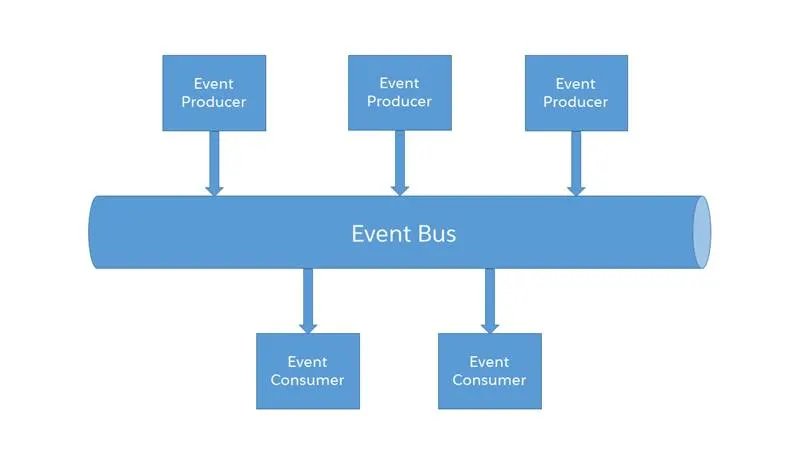 Event
Producer
Event
Producer
Event
Producer
Event Bus
Event
Consumer
Event
Consumer